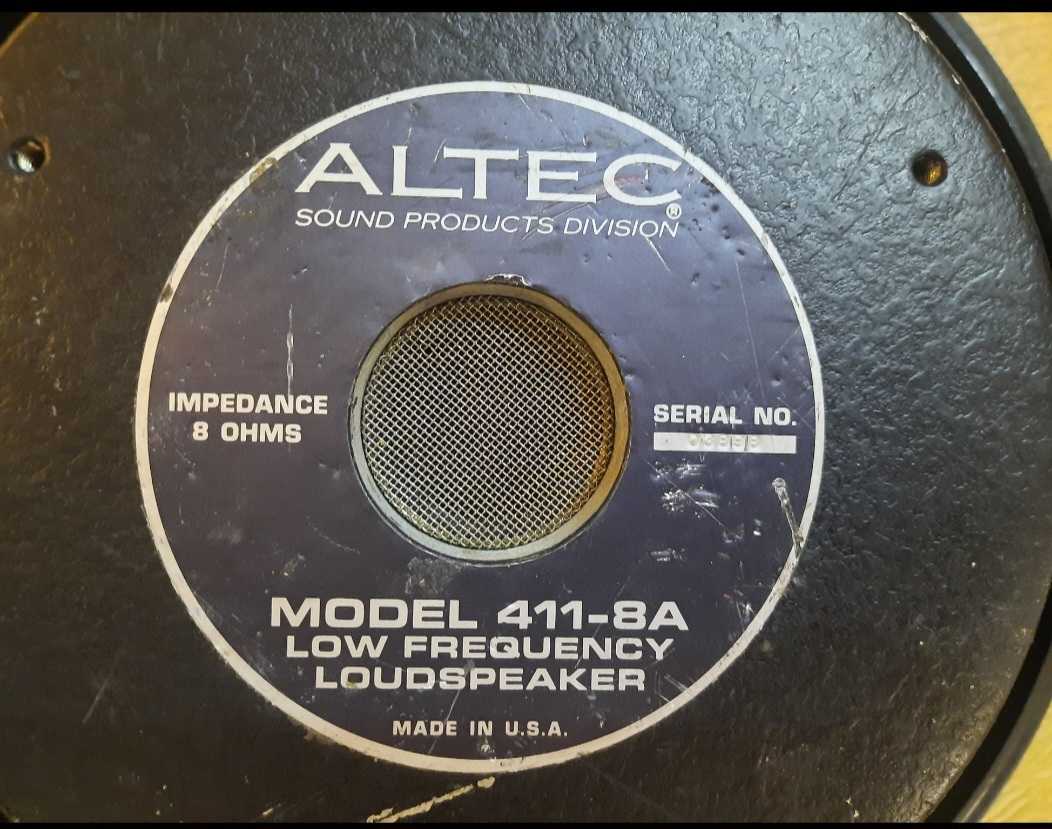 ALTEC®
SOUND PRODUCTS DIVISION
IMPEDANCE
8 OHMS
SERIAL NO.
MODEL 411-8A
LOW FREQUENCY
LOUDSPEAKER
MADE IN U.S.A.